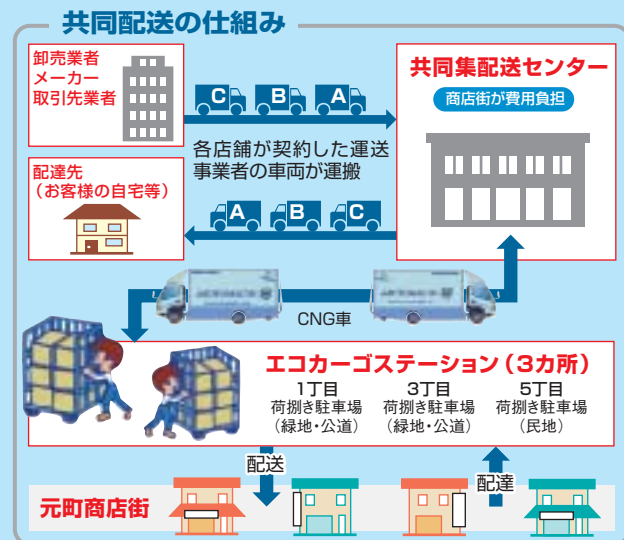 共同配送の仕組み
卸売業者
メーカー
取引先業者
C B A
各店舗が契約した運送
事業者の車両が運搬
共同集配送センター
商店街が費用負担
配達先
(お客様の自宅等)
A B C
CNG車
エコカーゴステーション(3カ所)
1丁目
荷捌き駐車場
(緑地・公道)
3丁目
荷捌き駐車場
(緑地・公道)
5丁目
荷捌き駐車場
(民地)
配送
配達
元町商店街